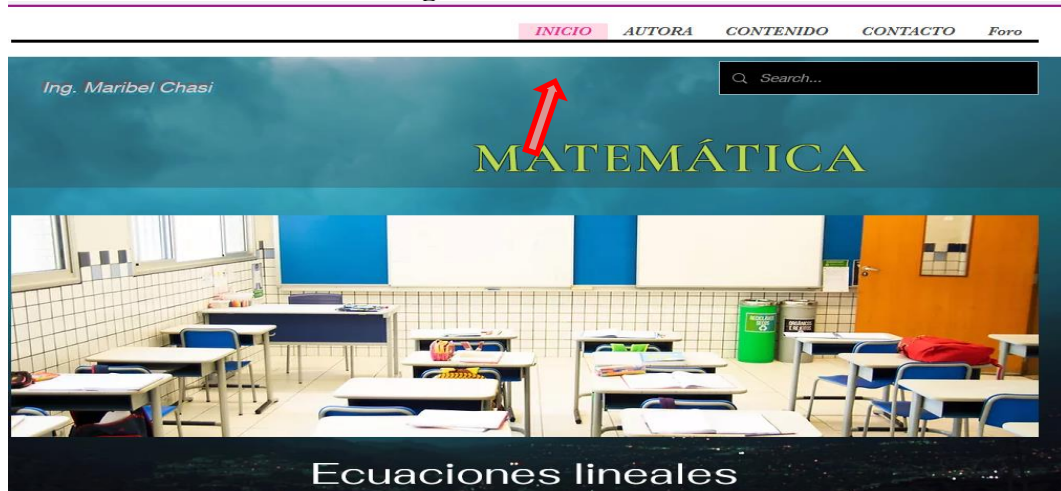 INICIO AUTORA CONTENIDO CONTACTO Foro
Ing. Maribel Chasi
Search...
MATEMÁTICA
Ecuaciones lineales